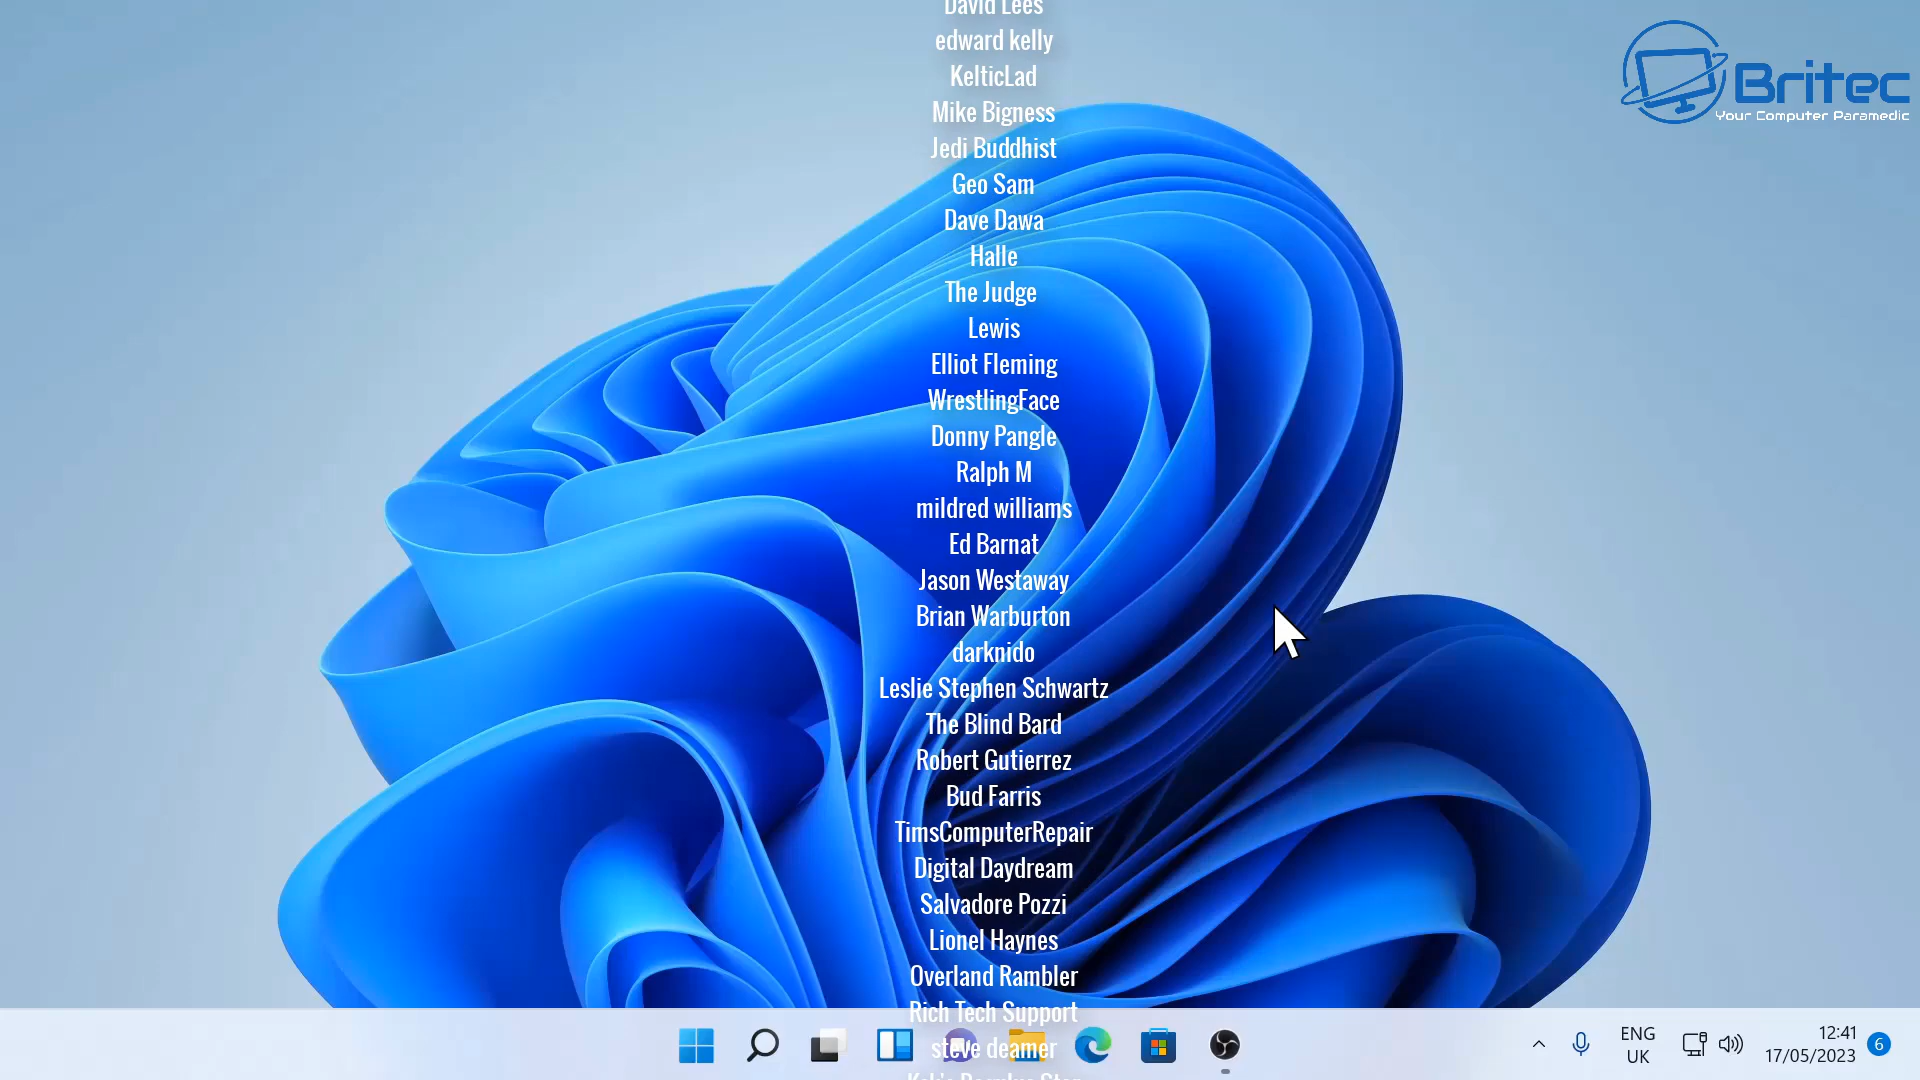 David Lees
edward kelly
KelticLad
Mike Bigness
Jedi Buddhist
Geo Sam
Dave Dawa
Halle
The Judge
Lewis
Elliot Fleming
WrestlingFace
Donny Pangle
Ralph M
mildred williams
Ed Barnat
Jason Westaway
Brian Warburton
darknido
Leslie Stephen Schwartz
The Blind Bard
Robert Gutierrez
Bud Farris
TimsComputerRepair
Digital Daydream
Salvadore Pozzi
Lionel Haynes
Overland Rambler
Rich Tech Support
steve deamer
Britec
Your Computer Paramedic
ENG
UK
12:41
17/05/2023
6